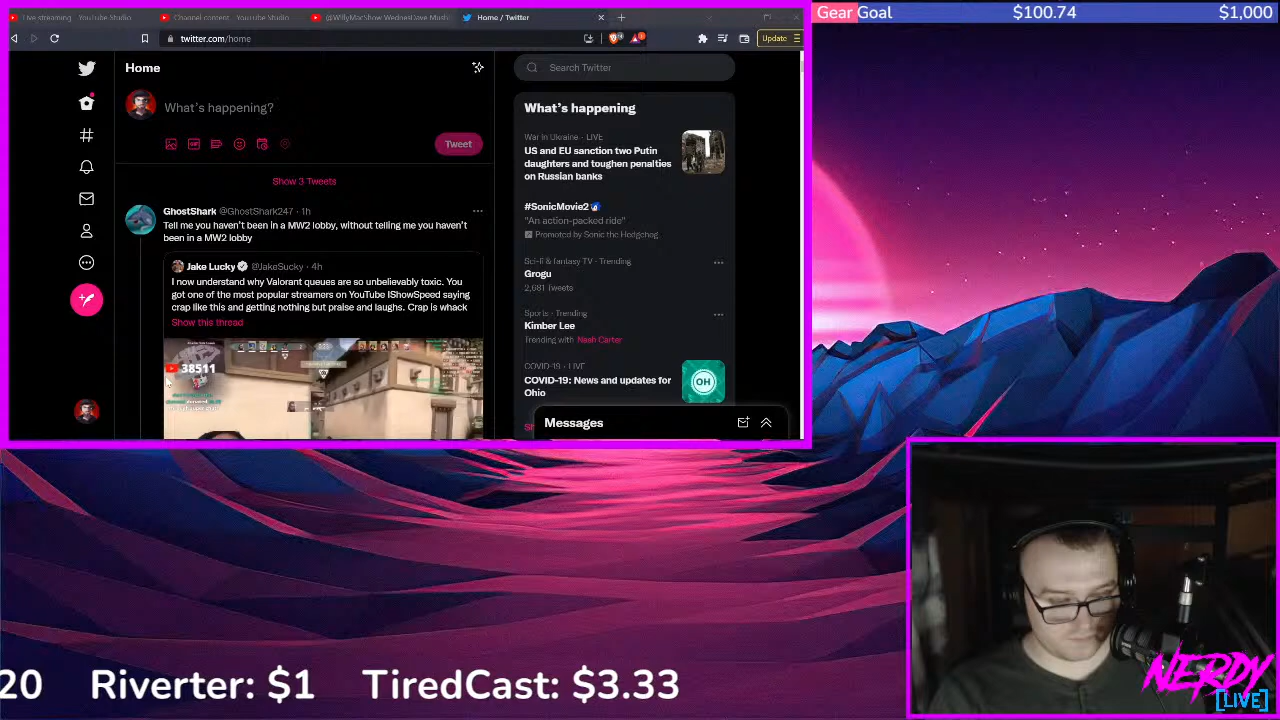 Live streaming - YouTube Studio
Channel content - YouTube Studio
@WillyMacShow WednesDave Mush
Home / Twitter
twitter.com/home
Update
Gear Goal
$100.74
$1,000
Home
What's happening?
Tweet
Show 3 Tweets
GhostShark @GhostShark247 · 1h
Tell me you haven't been in a MW2 lobby, without telling me you haven't
been in a MW2 lobby
Jake Lucky @JakeSucky · 4h
I now understand why Valorant queues are so unbelievably toxic. You
got one of the most popular streamers on YouTube IShowSpeed saying
crap like this and getting nothing but praise and laughs. Crap is whack
Show this thread
38511
Search Twitter
What's happening
War in Ukraine · LIVE
US and EU sanction two Putin
daughters and toughen penalties
on Russian banks
#SonicMovie2
"An action-packed ride"
Promoted by Sonic the Hedgehog
Sci-fi & fantasy TV · Trending
Grogu
2,681 Tweets
Sports · Trending
Kimber Lee
Trending with Nash Carter
COVID-19 · LIVE
COVID-19: News and updates for
Ohio
OH
Sh
Messages
20 Riverter: $1 TiredCast: $3.33
NERDY
[LIVE]